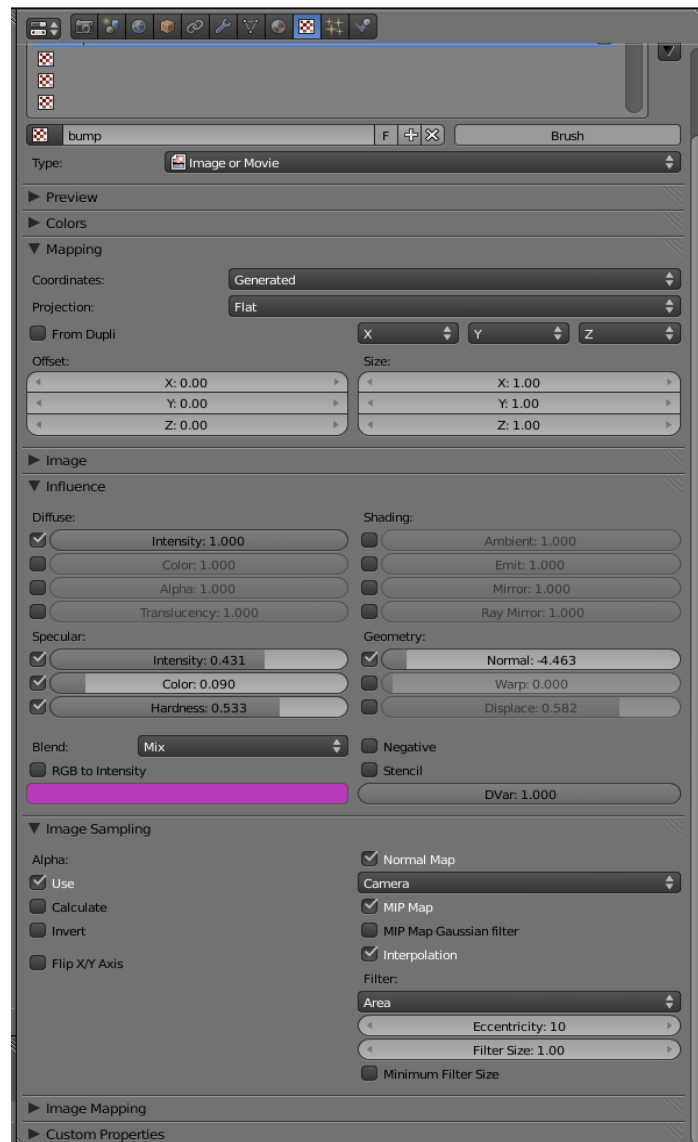 bump F Brush
Type: Image or Movie
Preview
Colors
Mapping
Coordinates: Generated
Projection: Flat
From Dupli X Y Z
Offset: Size:
X: 0.00 X: 1.00
Y: 0.00 Y: 1.00
Z: 0.00 Z: 1.00
Image
Influence
Diffuse: Shading:
Intensity: 1.000 Ambient: 1.000
Color: 1.000 Emit: 1.000
Alpha: 1.000 Mirror: 1.000
Translucency: 1.000 Ray Mirror: 1.000
Specular: Geometry:
Intensity: 0.431 Normal: -4.463
Color: 0.090 Warp: 0.000
Hardness: 0.533 Displace: 0.582
Blend: Mix Negative
RGB to Intensity Stencil
DVar: 1.000
Image Sampling
Alpha: Normal Map
Use Camera
Calculate MIP Map
Invert MIP Map Gaussian filter
Flip X/Y Axis Interpolation
Filter:
Area
Eccentricity: 10
Filter Size: 1.00
Minimum Filter Size
Image Mapping
Custom Properties